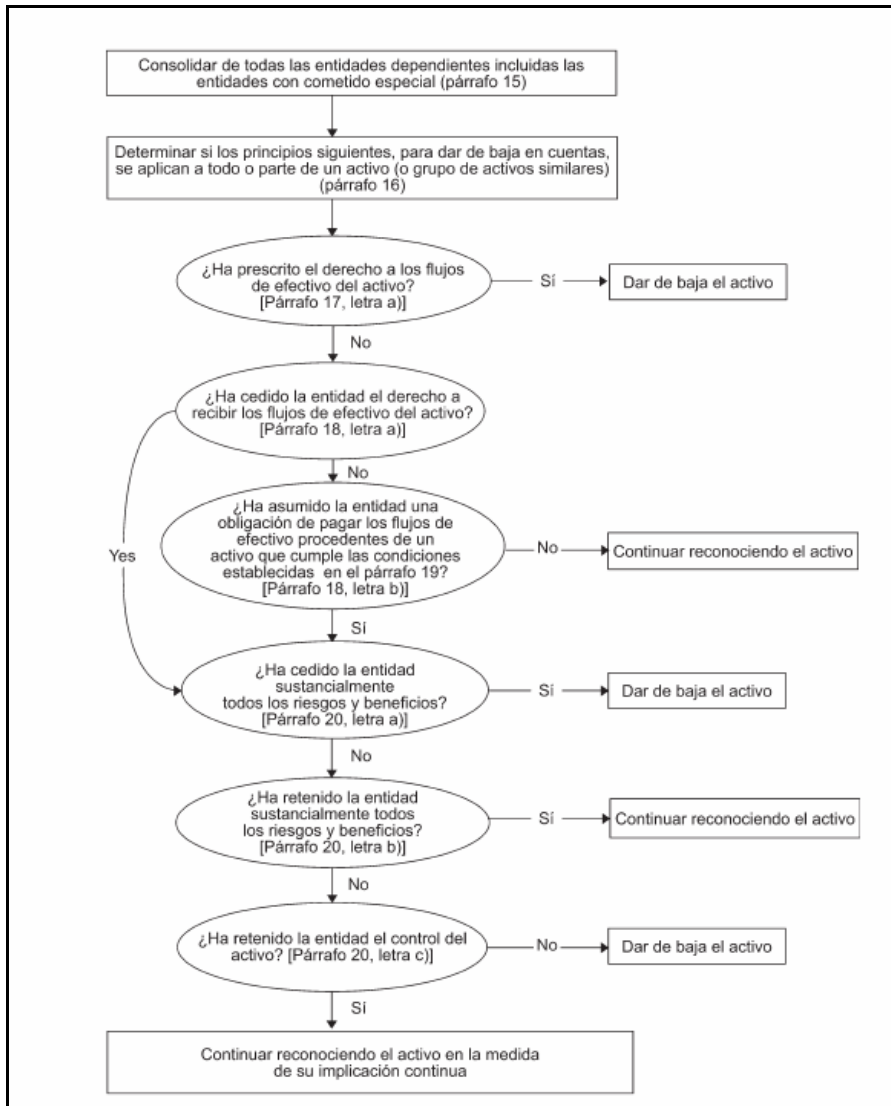 Consolidar de todas las entidades dependientes incluidas las
entidades con cometido especial (párrafo 15)
Determinar si los principios siguientes, para dar de baja en cuentas,
se aplican a todo o parte de un activo (o grupo de activos similares)
(párrafo 16)
¿Ha prescrito el derecho a los flujos
de efectivo del activo?
[Párrafo 17, letra a)]
Sí
Dar de baja el activo
No
¿Ha cedido la entidad el derecho a
recibir los flujos de efectivo del activo?
[Párrafo 18, letra a)]
No
Yes
¿Ha asumido la entidad una
obligación de pagar los flujos de
efectivo procedentes de un
activo que cumple las condiciones
establecidas en el párrafo 19?
[Párrafo 18, letra b)]
No
Continuar reconociendo el activo
Sí
¿Ha cedido la entidad
sustancialmente
todos los riesgos y beneficios?
[Párrafo 20, letra a)]
Sí
Dar de baja el activo
No
¿Ha retenido la entidad
sustancialmente todos
los riesgos y beneficios?
[Párrafo 20, letra b)]
Sí
Continuar reconociendo el activo
No
¿Ha retenido la entidad el control del
activo? [Párrafo 20, letra c)]
No
Dar de baja el activo
Sí
Continuar reconociendo el activo en la medida
de su implicación continua